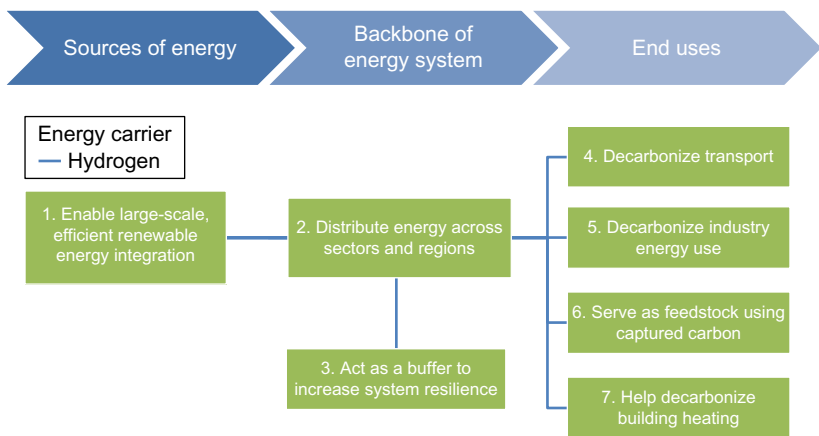 Sources of energy
Backbone of
energy system
End uses
Energy carrier
Hydrogen
1. Enable large-scale,
efficient renewable
energy integration
2. Distribute energy across
sectors and regions
3. Act as a buffer to
increase system resilience
4. Decarbonize transport
5. Decarbonize industry
energy use
6. Serve as feedstock using
captured carbon
7. Help decarbonize
building heating